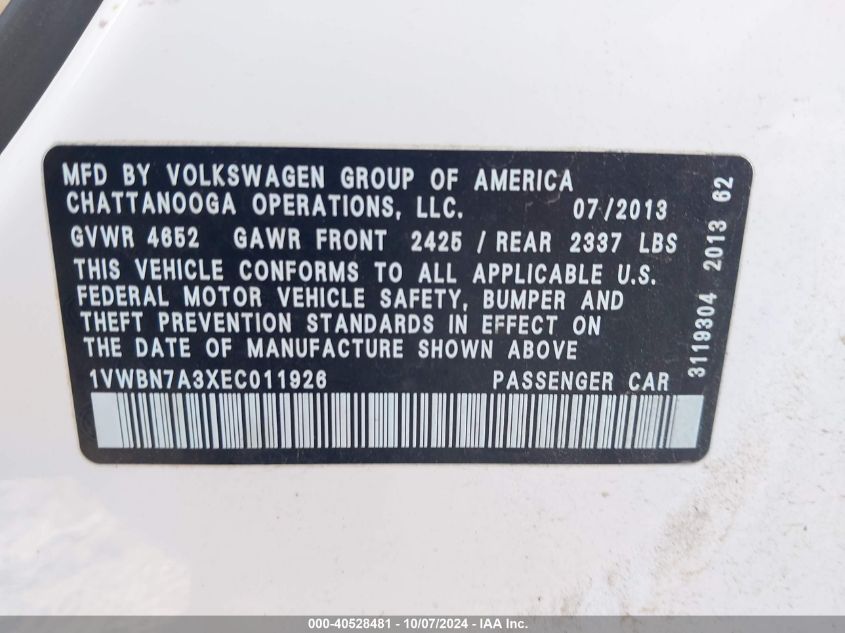 MFD BY VOLKSWAGEN GROUP OF AMERICA
CHATTANOOGA OPERATIONS, LLC. 07/2013
GVWR 4652 GAWR FRONT 2425 / REAR 2337 LBS
THIS VEHICLE CONFORMS TO ALL APPLICABLE U.S.
FEDERAL MOTOR VEHICLE SAFETY, BUMPER AND
THEFT PREVENTION STANDARDS IN EFFECT ON
THE DATE OF MANUFACTURE SHOWN ABOVE
1VWBN7A3XEC011926 PASSENGER CAR
3119304 2013 62
000-40528481 - 10/07/2024 - IAA Inc.